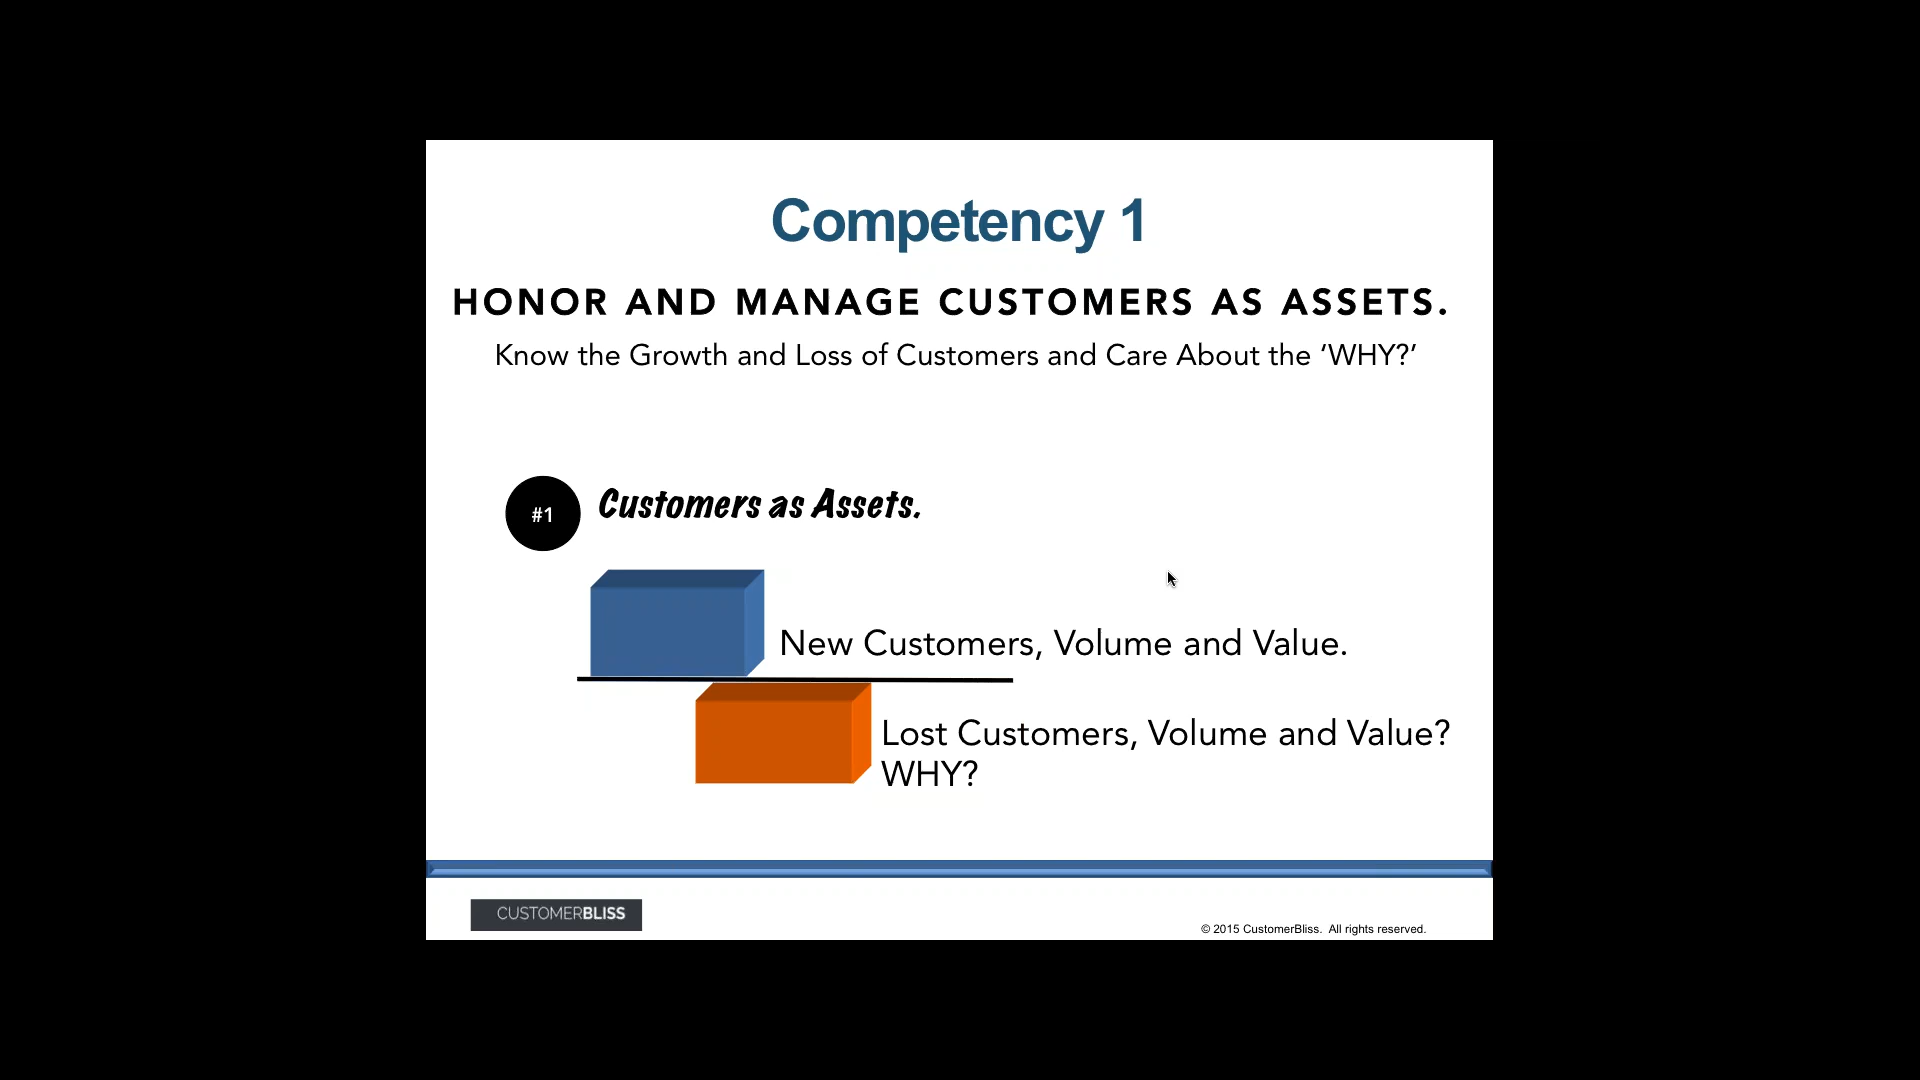 Competency 1
HONOR AND MANAGE CUSTOMERS AS ASSETS.
Know the Growth and Loss of Customers and Care About the ‘WHY?’
#1
Customers as Assets.
New Customers, Volume and Value.
Lost Customers, Volume and Value?
WHY?
CUSTOMERBLISS
© 2015 CustomerBliss.  All rights reserved.